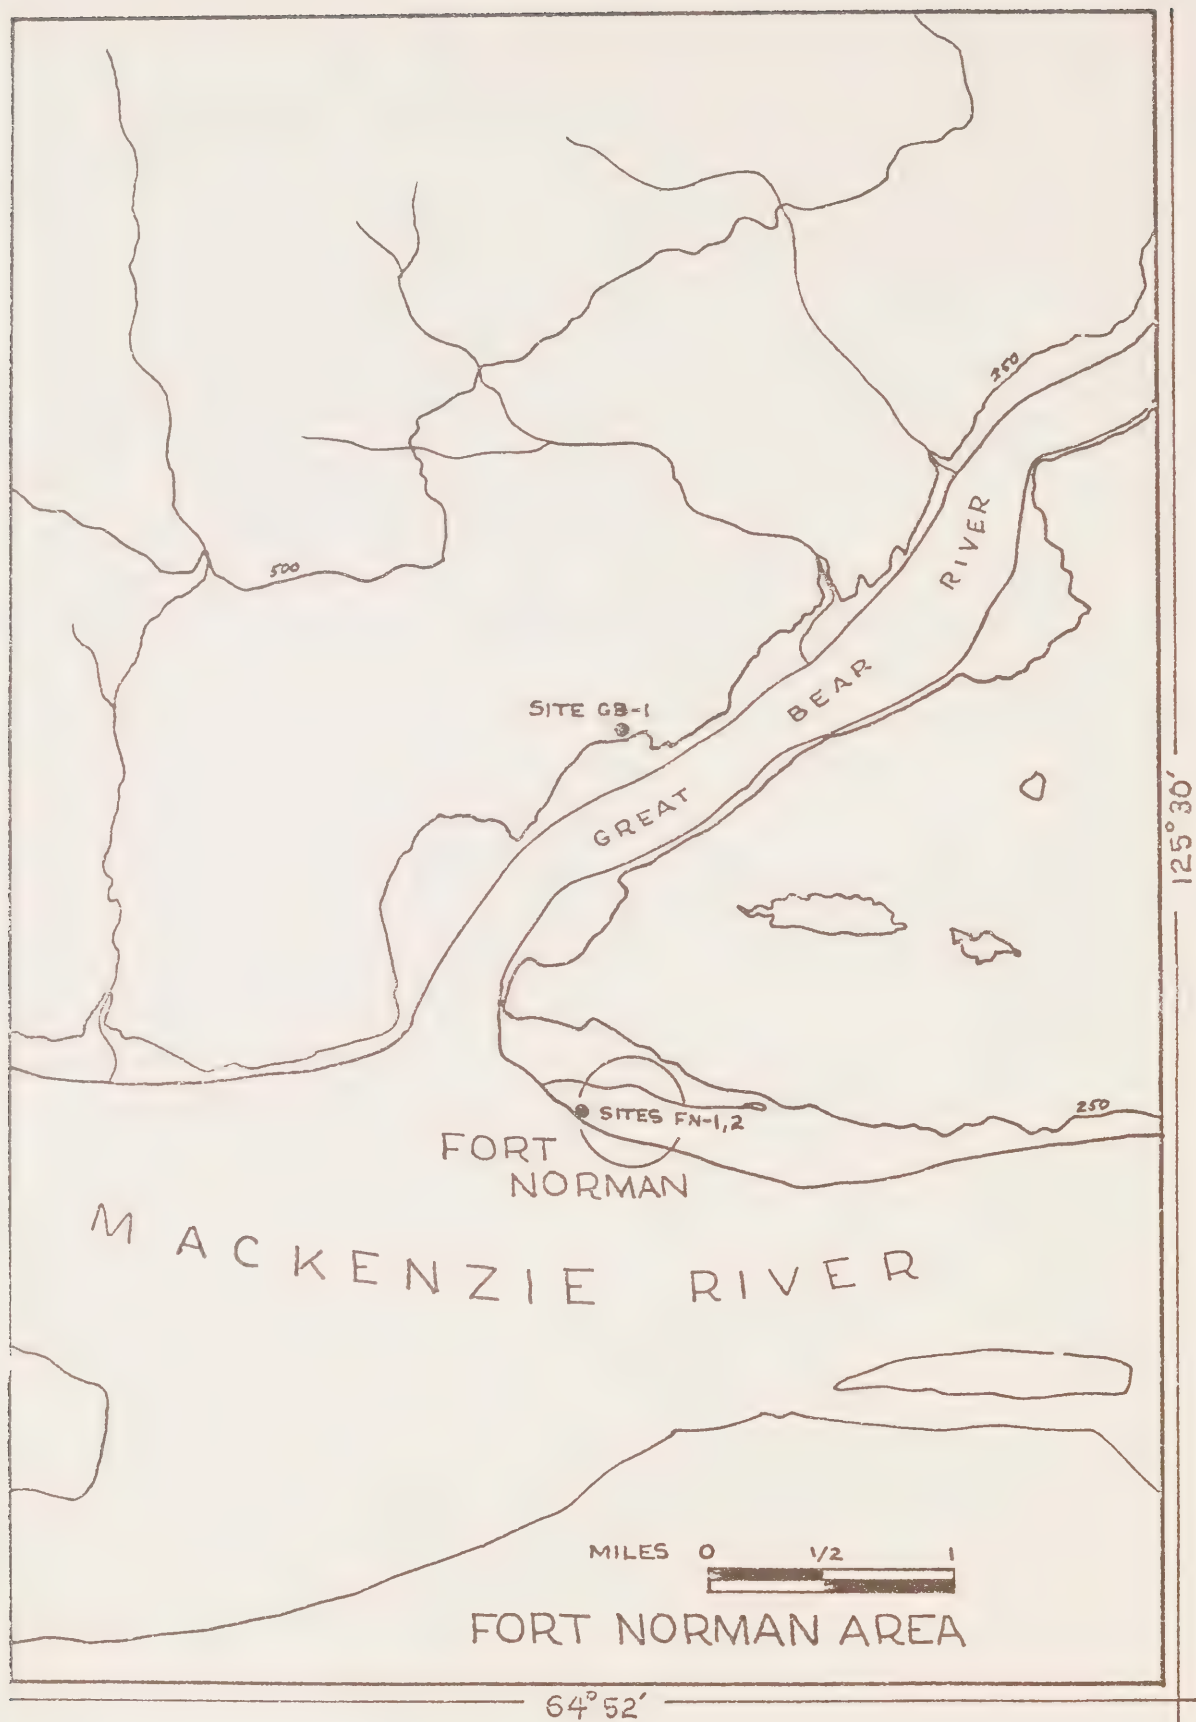 250
RIVER
500
BEAR
SITE GB-1
GREAT
125°30'
250
SITES FN-1,2
FORT
NORMAN
MACKENZIE RIVER
MILES 0 1/2 1
FORT NORMAN AREA
64°52'